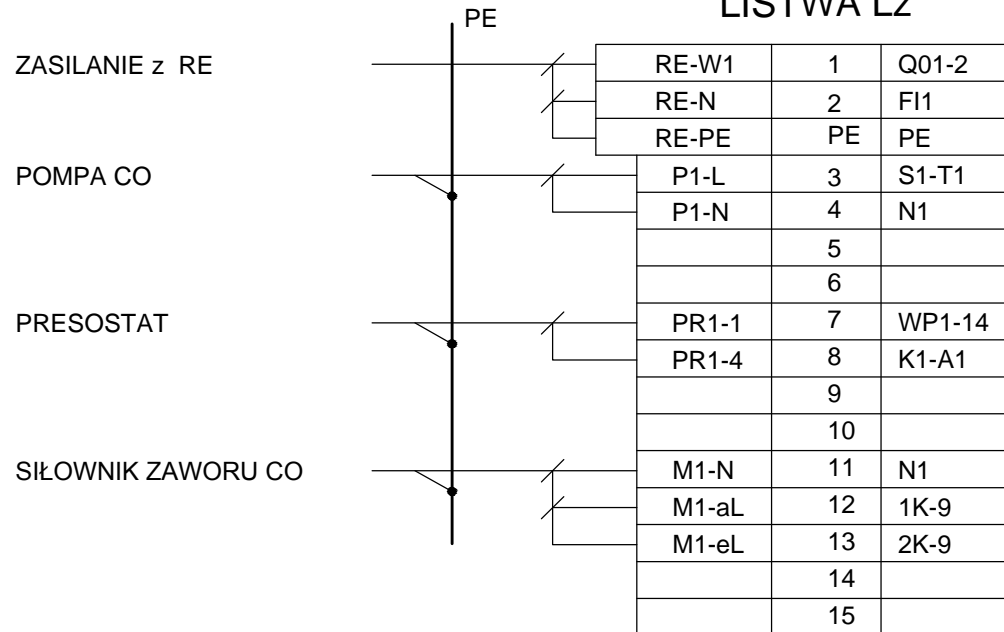 PE
LISTWA LZ
ZASILANIE z RE
RE-W1 1 Q01-2
RE-N 2 FI1
RE-PE PE PE
POMPA CO
P1-L 3 S1-T1
P1-N 4 N1
5
6
PRESOSTAT
PR1-1 7 WP1-14
PR1-4 8 K1-A1
9
10
SIŁOWNIK ZAWORU CO
M1-N 11 N1
M1-aL 12 1K-9
M1-eL 13 2K-9
14
15